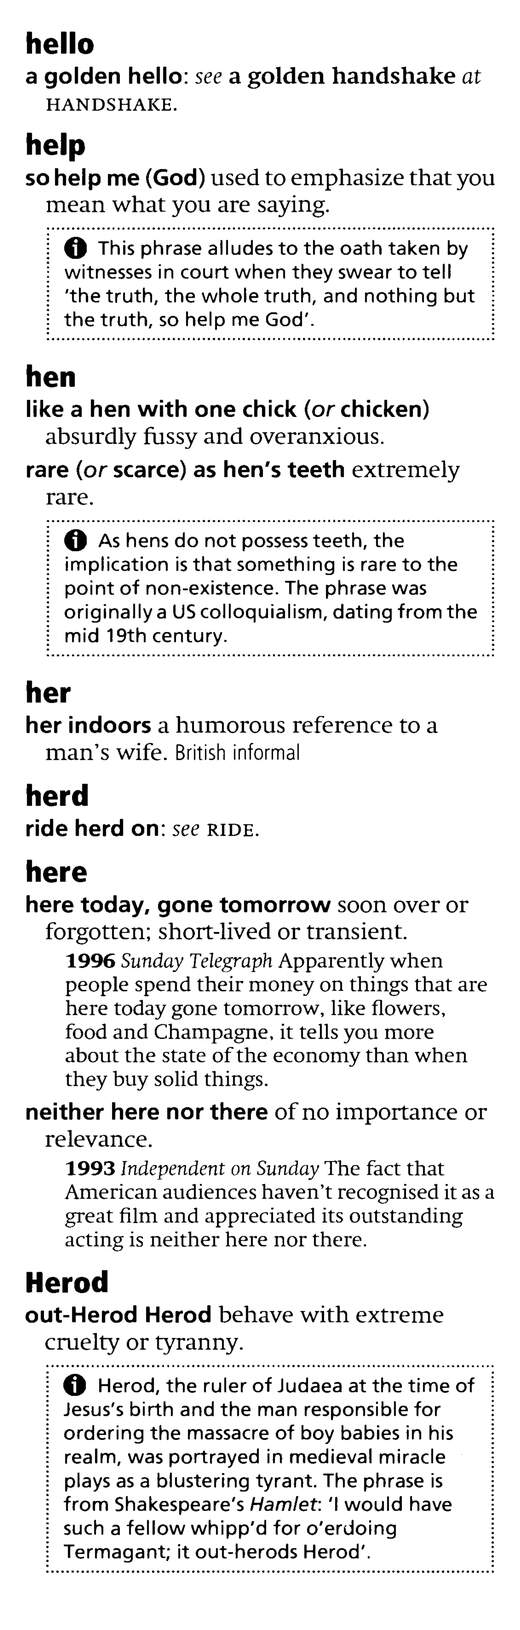 hello
a golden hello: see a golden handshake at
HANDSHAKE.
help
so help me (God) used to emphasize that you
mean what you are saying.
This phrase alludes to the oath taken by
witnesses in court when they swear to tell
'the truth, the whole truth, and nothing but
the truth, so help me God'.
hen
like a hen with one chick (or chicken)
absurdly fussy and overanxious.
rare (or scarce) as hen's teeth extremely
rare.
As hens do not possess teeth, the
implication is that something is rare to the
point of non-existence. The phrase was
originally a US colloquialism, dating from the
mid 19th century.
her
her indoors a humorous reference to a
man's wife. British informal
herd
ride herd on: see RIDE.
here
here today, gone tomorrow soon over or
forgotten; short-lived or transient.
1996 Sunday Telegraph Apparently when
people spend their money on things that are
here today gone tomorrow, like flowers,
food and Champagne, it tells you more
about the state of the economy than when
they buy solid things.
neither here nor there of no importance or
relevance.
1993 Independent on Sunday The fact that
American audiences haven't recognised it as a
great film and appreciated its outstanding
acting is neither here nor there.
Herod
out-Herod Herod behave with extreme
cruelty or tyranny.
Herod, the ruler of Judaea at the time of
Jesus's birth and the man responsible for
ordering the massacre of boy babies in his
realm, was portrayed in medieval miracle
plays as a blustering tyrant. The phrase is
from Shakespeare's Hamlet: 'I would have
such a fellow whipp'd for o'erdoing
Termagant; it out-herods Herod'.